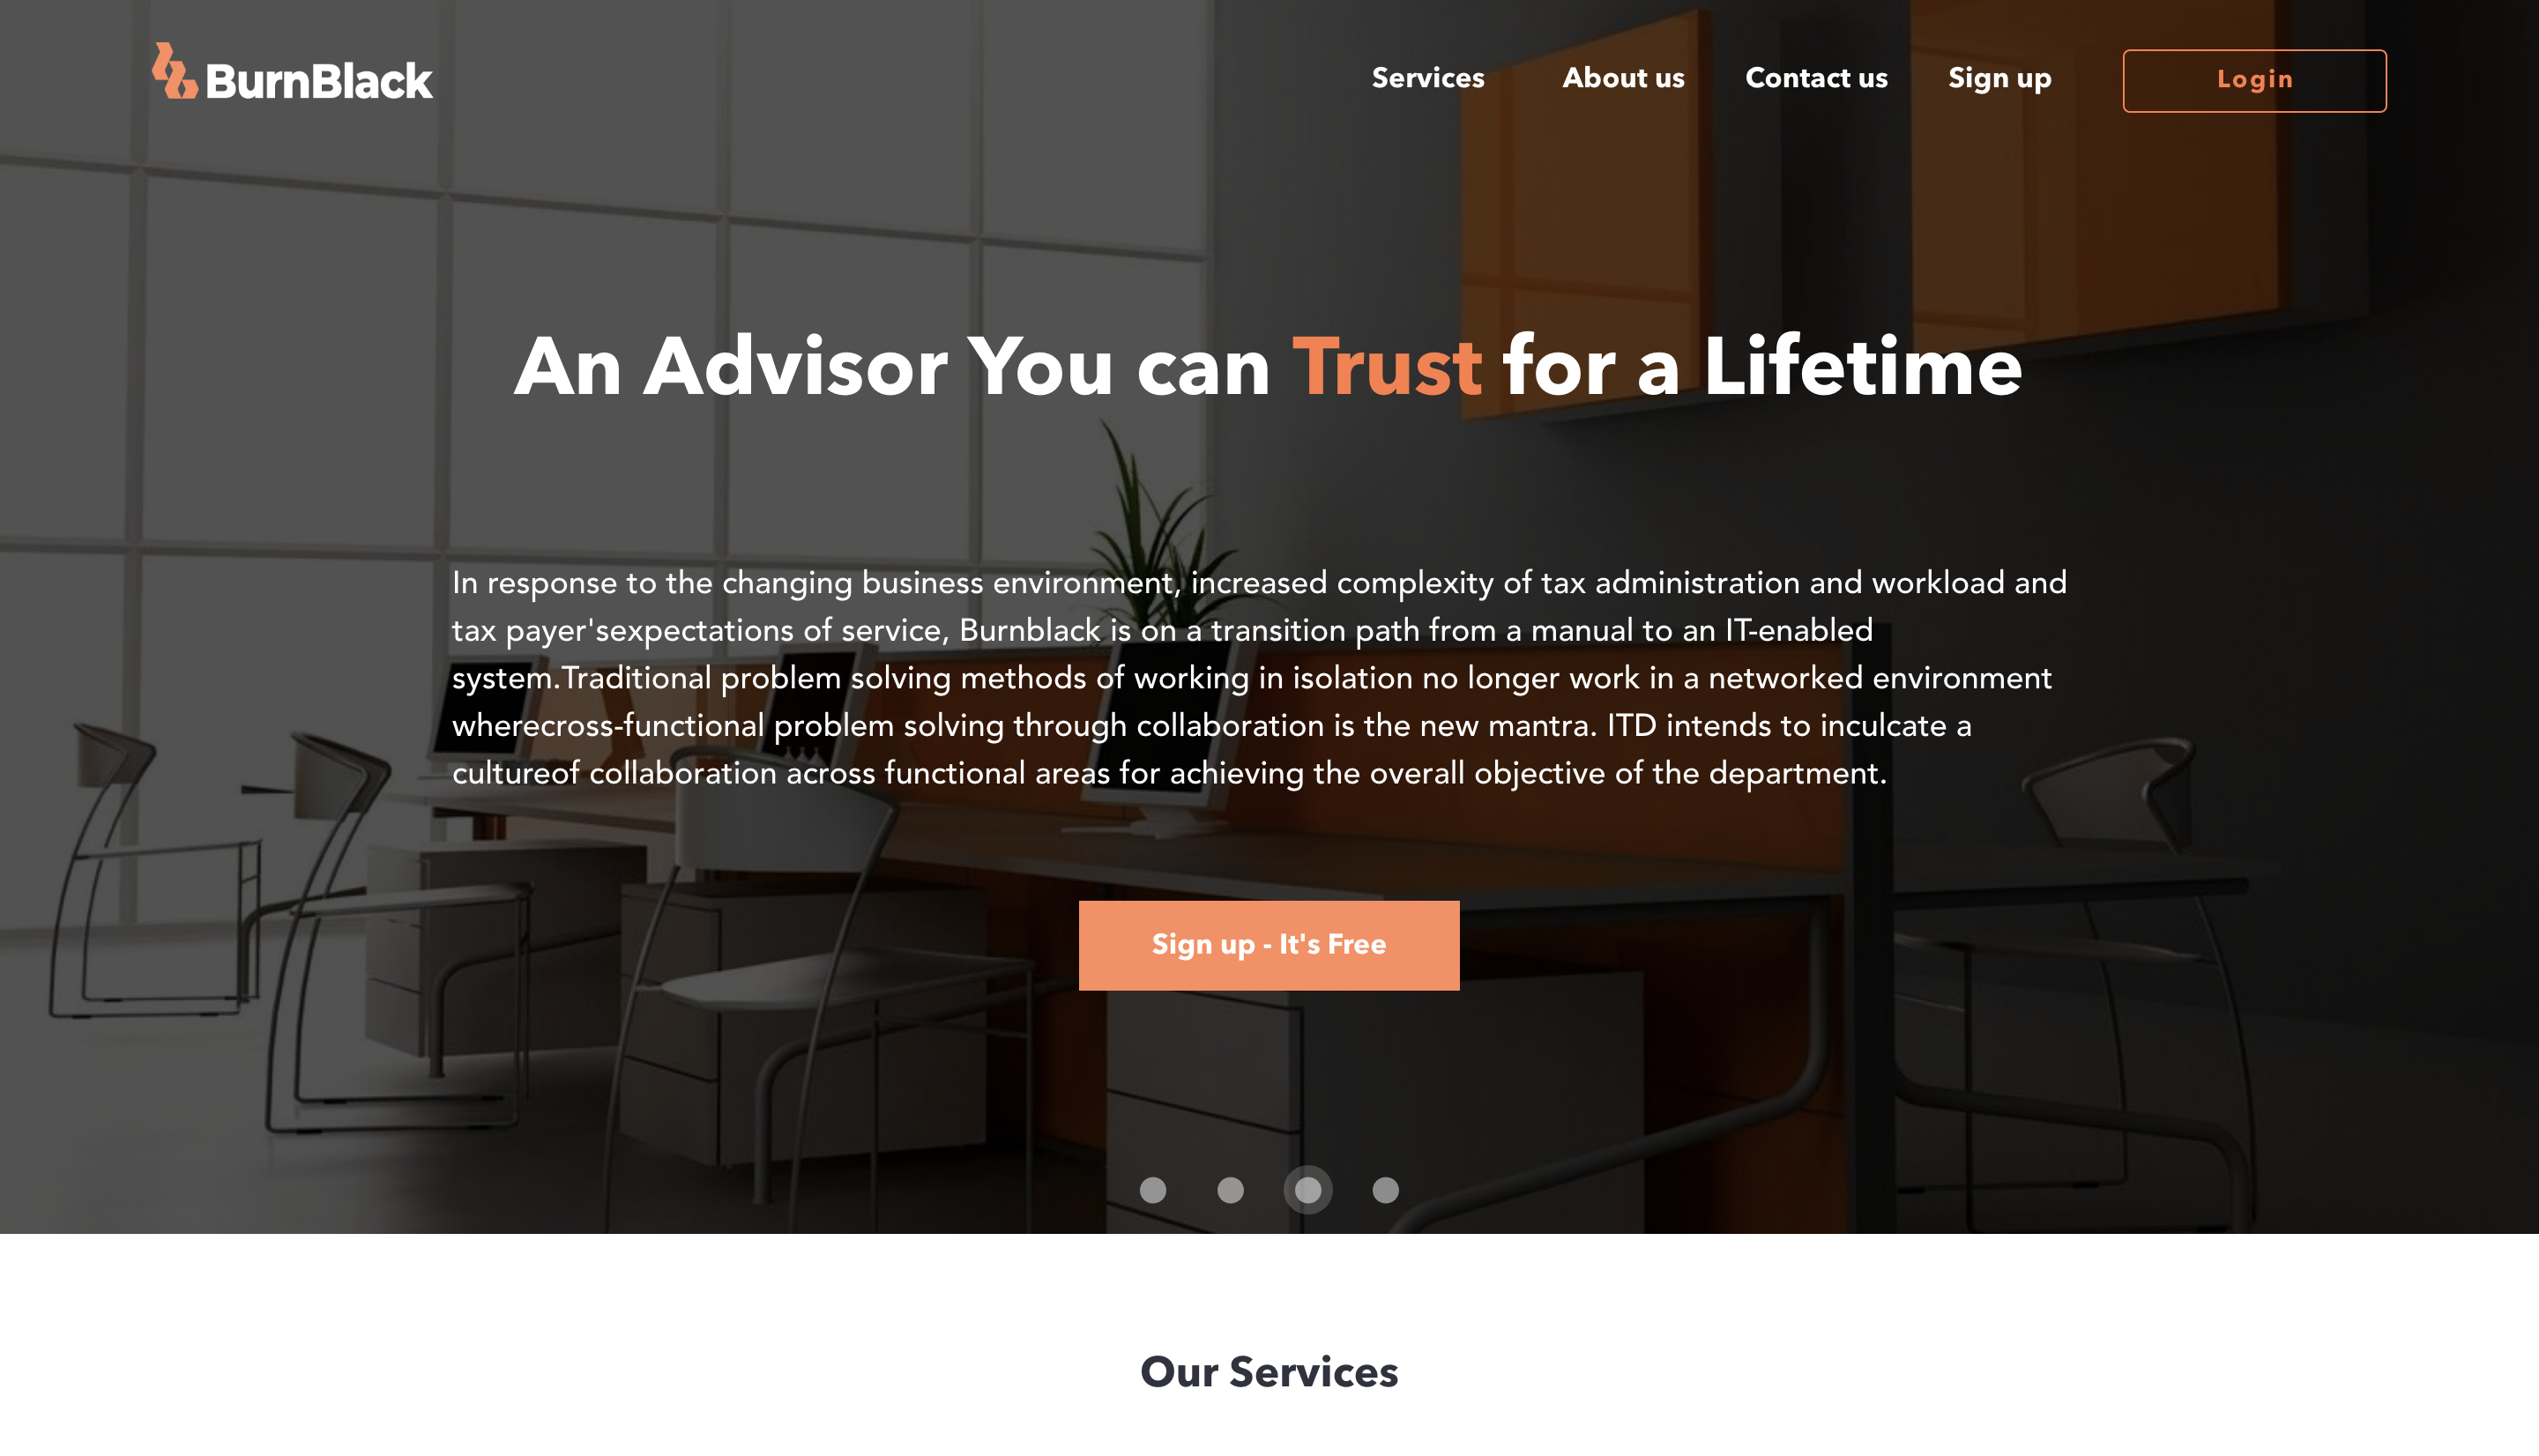 BurnBlack
Services
About us
Contact us
Sign up
Login
An Advisor You can Trust for a Lifetime
In response to the changing business environment, increased complexity of tax administration and workload and
tax payer'sexpectations of service, Burnblack is on a transition path from a manual to an IT-enabled
system.Traditional problem solving methods of working in isolation no longer work in a networked environment
wherecross-functional problem solving through collaboration is the new mantra. ITD intends to inculcate a
cultureof collaboration across functional areas for achieving the overall objective of the department.
Sign up - It's Free
Our Services